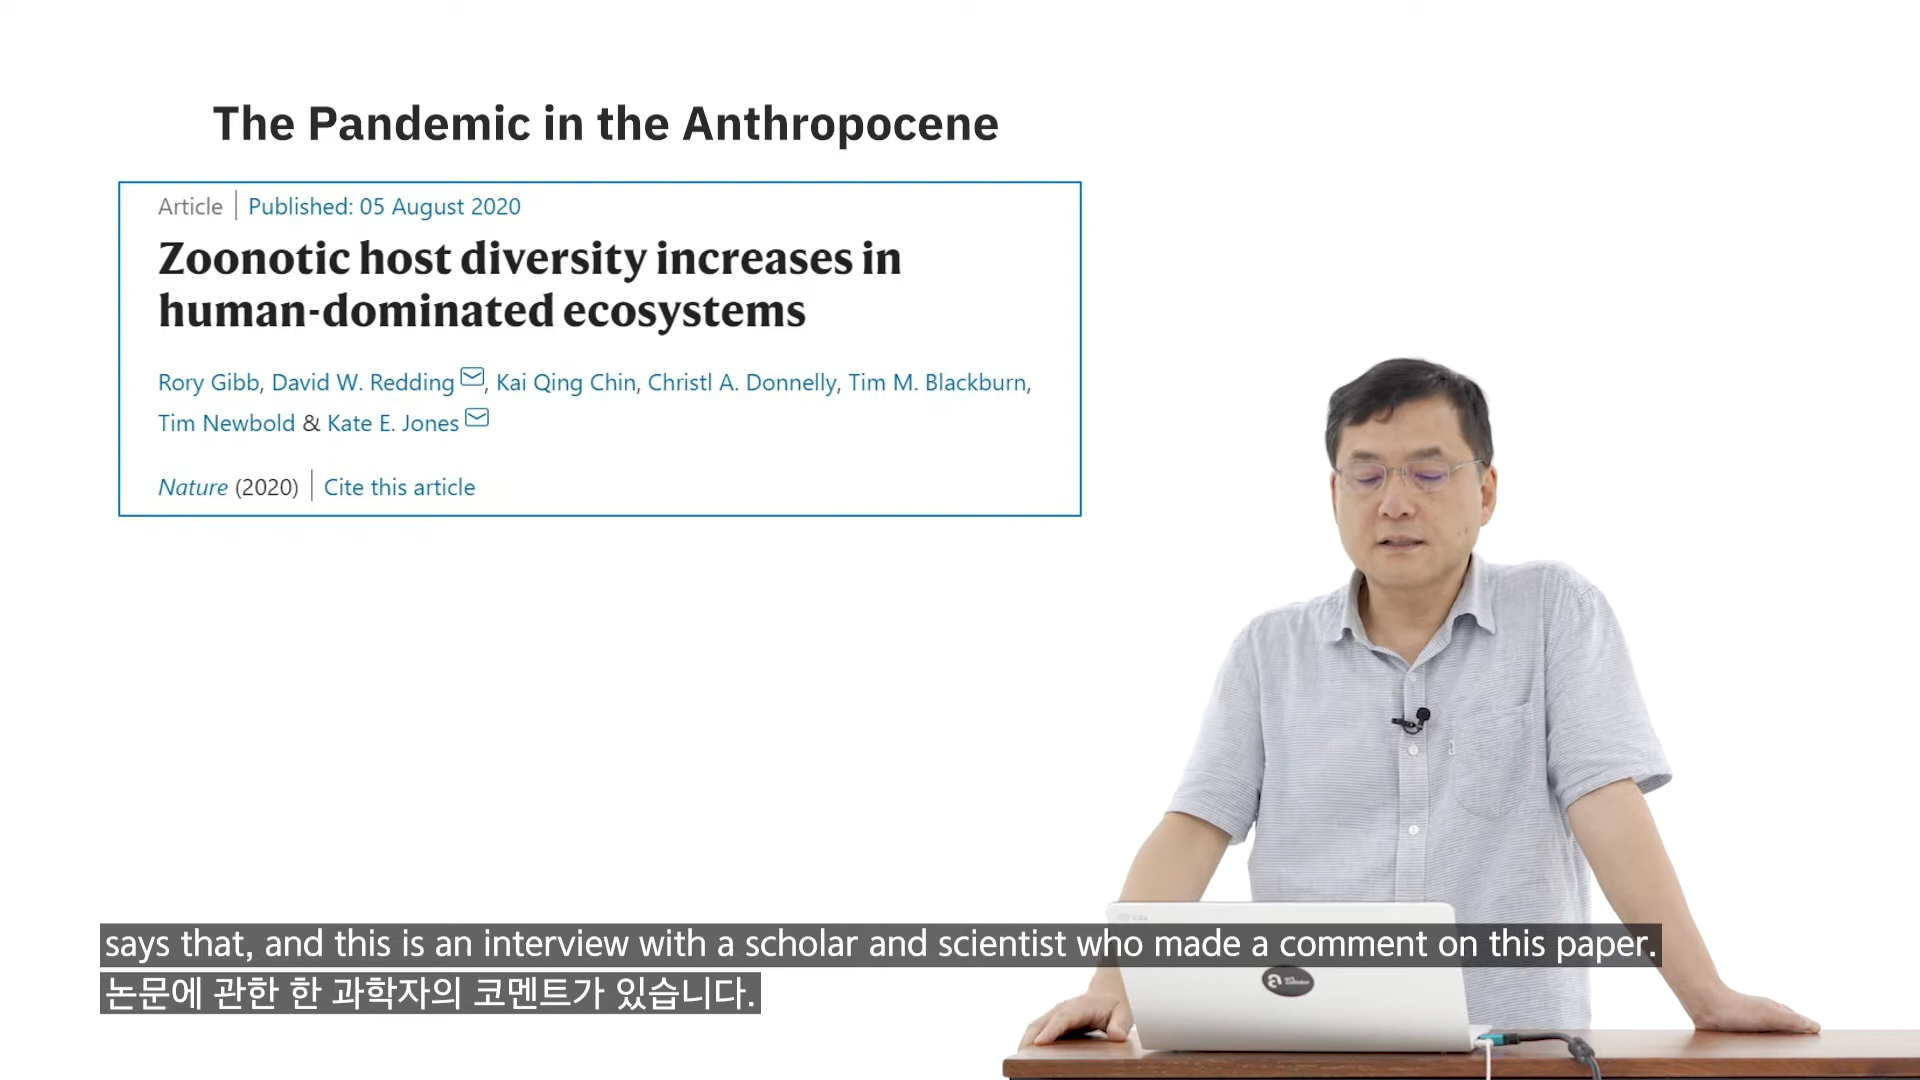 The Pandemic in the Anthropocene
Article | Published: 05 August 2020
Zoonotic host diversity increases in
human-dominated ecosystems
Rory Gibb, David W. Redding, Kai Qing Chin, Christl A. Donnelly, Tim M. Blackburn,
Tim Newbold & Kate E. Jones
Nature (2020) | Cite this article
says that, and this is an interview with a scholar and scientist who made a comment on this paper.
논문에 관한 한 과학자의 코멘트가 있습니다.